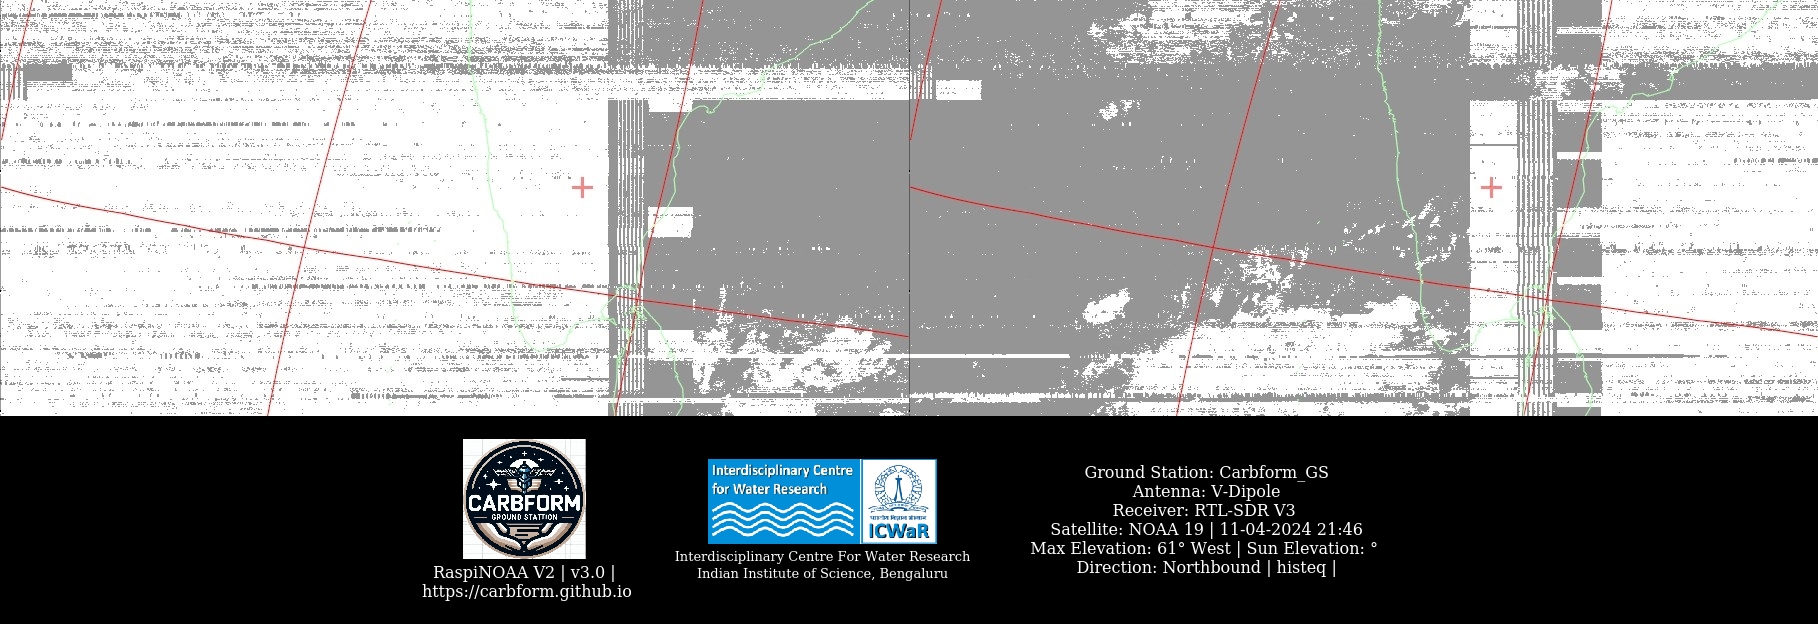 CARBFORM
GROUND STATION
RaspiNOAA V2 | v3.0 |
https://carbform.github.io
Interdisciplinary Centre
for Water Research
ICWaR
Interdisciplinary Centre For Water Research
Indian Institute of Science, Bengaluru
Ground Station: Carbform_GS
Antenna: V-Dipole
Receiver: RTL-SDR V3
Satellite: NOAA 19 | 11-04-2024 21:46
Max Elevation: 61° West | Sun Elevation: °
Direction: Northbound | histeq |